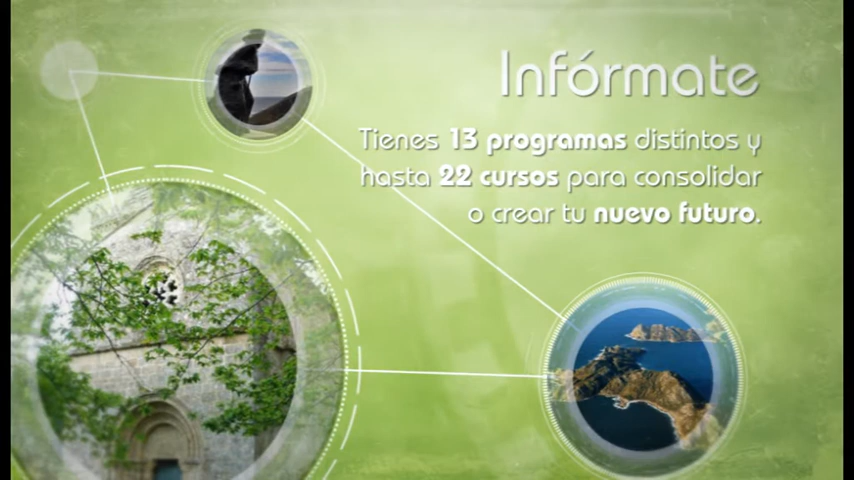 Infórmate
Tienes 13 programas distintos y
hasta 22 cursos para consolidar
o crear tu nuevo futuro.